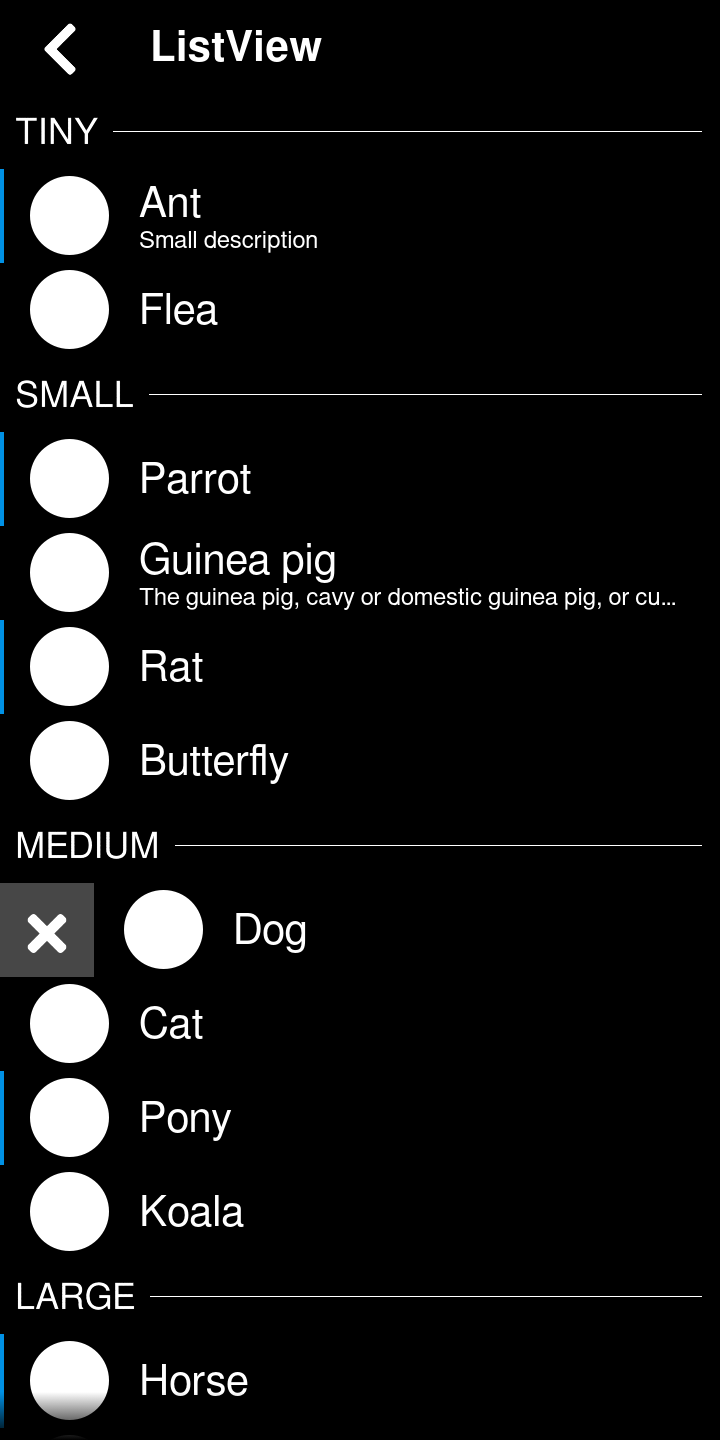 ListView
TINY
Ant
Small description
Flea
SMALL
Parrot
Guinea pig
The guinea pig, cavy or domestic guinea pig, or cu...
Rat
Butterfly
MEDIUM
Dog
Cat
Pony
Koala
LARGE
Horse